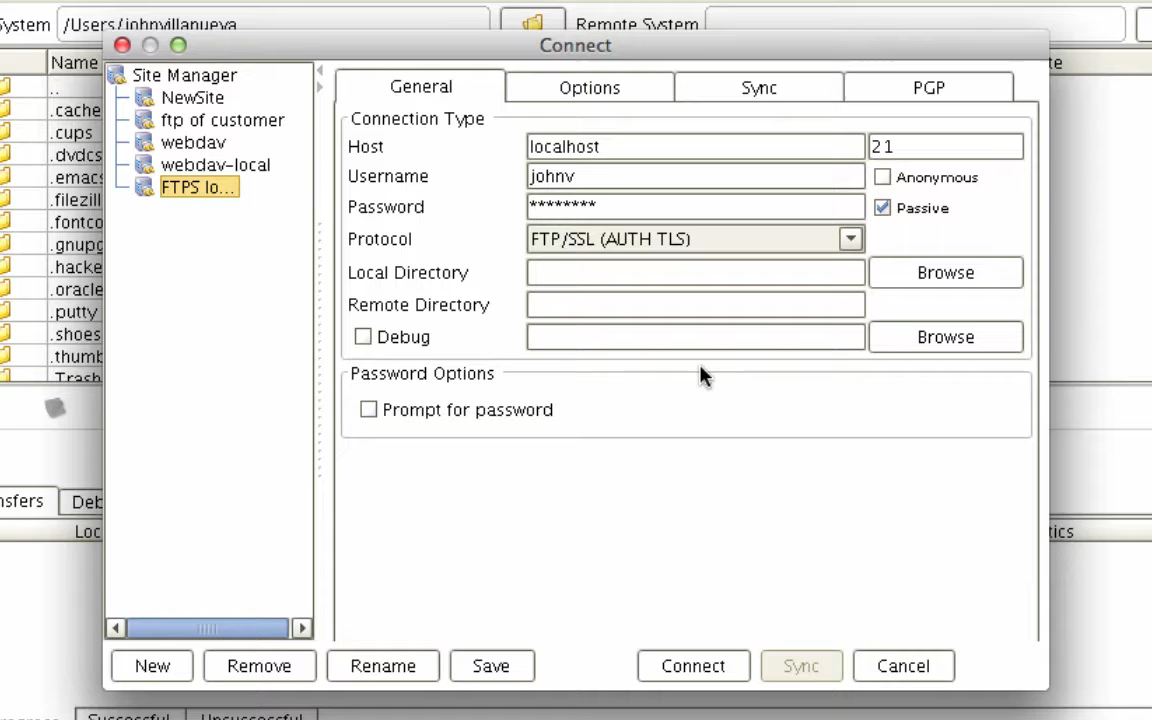 System /Users/johnvillanueva Remote System
Connect
Name
Site Manager
NewSite
ftp of customer
webdav
webdav-local
FTPS lo...
General Options Sync PGP
Connection Type
Host localhost 21
Username johnv Anonymous
Password ******** Passive
Protocol FTP/SSL (AUTH TLS)
Local Directory Browse
Remote Directory
Debug Browse
Password Options
Prompt for password
..
.cache
.cups
.dvdcs
.emacs
.filezill
.fontco
.gnupg
.hacke
.oracle
.putty
.shoes
.thumb
Trash
nsfers Deb
Loc tics
New Remove Rename Save Connect Sync Cancel
Successful Unsuccessful